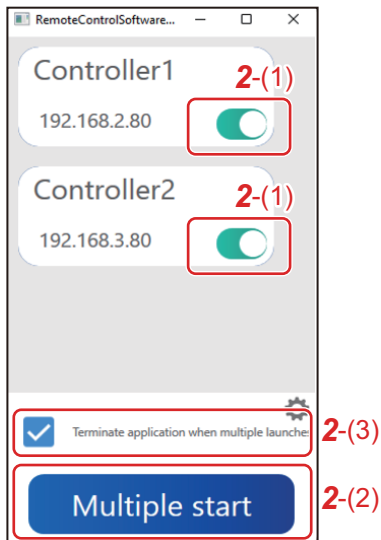 RemoteControlSoftware...
Controller1
2-(1)
192.168.2.80
Controller2
2-(1)
192.168.3.80
Terminate application when multiple launche
2-(3)
Multiple start
2-(2)